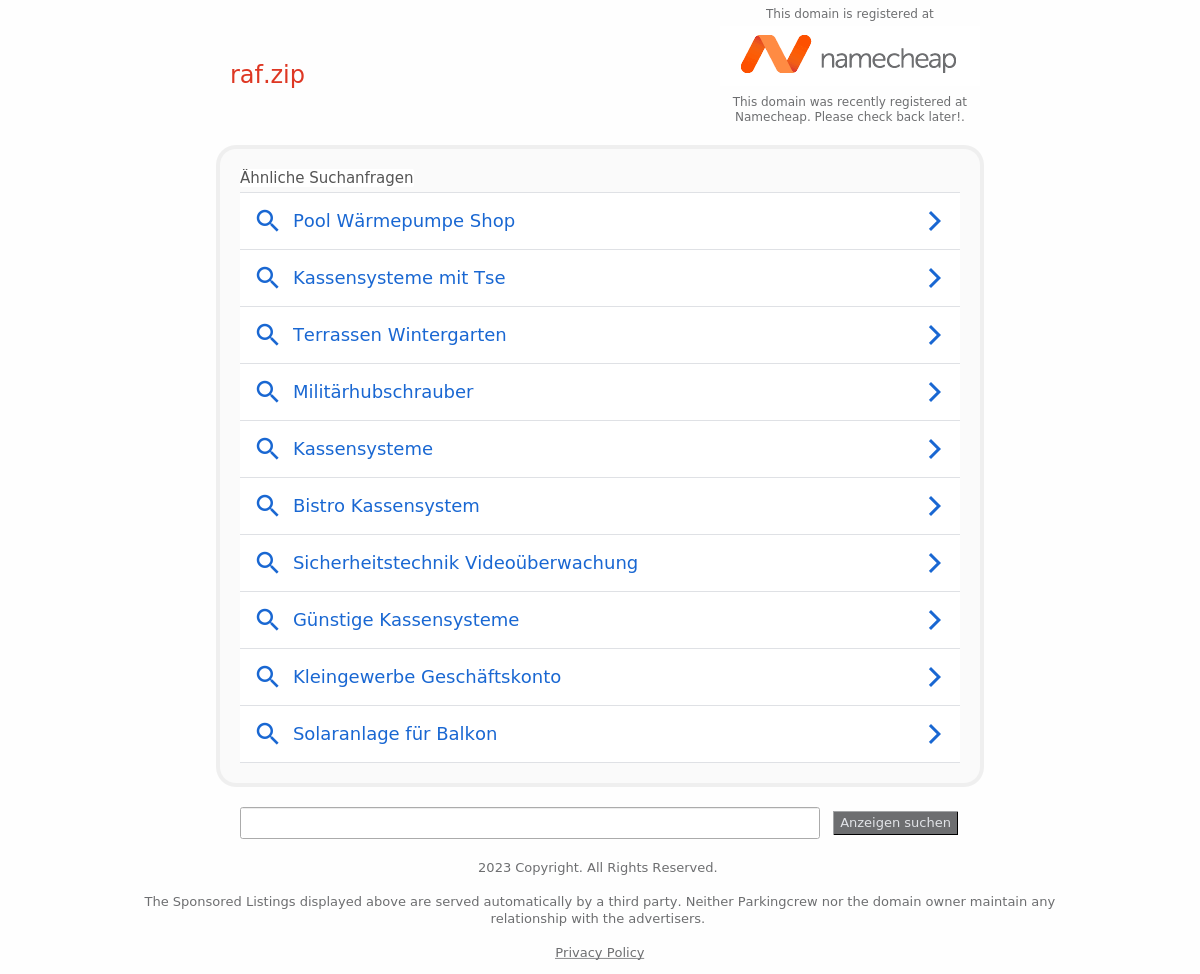 This domain is registered at
namecheap
raf.zip
This domain was recently registered at
Namecheap. Please check back later!.
Ähnliche Suchanfragen
Pool Wärmepumpe Shop
Kassensysteme mit Tse
Terrassen Wintergarten
Militärhubschrauber
Kassensysteme
Bistro Kassensystem
Sicherheitstechnik Videoüberwachung
Günstige Kassensysteme
Kleingewerbe Geschäftskonto
Solaranlage für Balkon
Anzeigen suchen
2023 Copyright. All Rights Reserved.
The Sponsored Listings displayed above are served automatically by a third party. Neither Parkingcrew nor the domain owner maintain any
relationship with the advertisers.
Privacy Policy